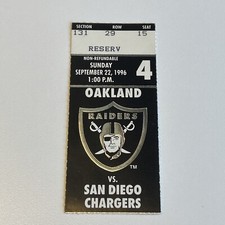 SECTION ROW SEAT
131 29 15
RESERV
NON-REFUNDABLE
SUNDAY
SEPTEMBER 22, 1996
1:00 P.M.
4
OAKLAND
RAIDERS
TM
VS.
SAN DIEGO
CHARGERS